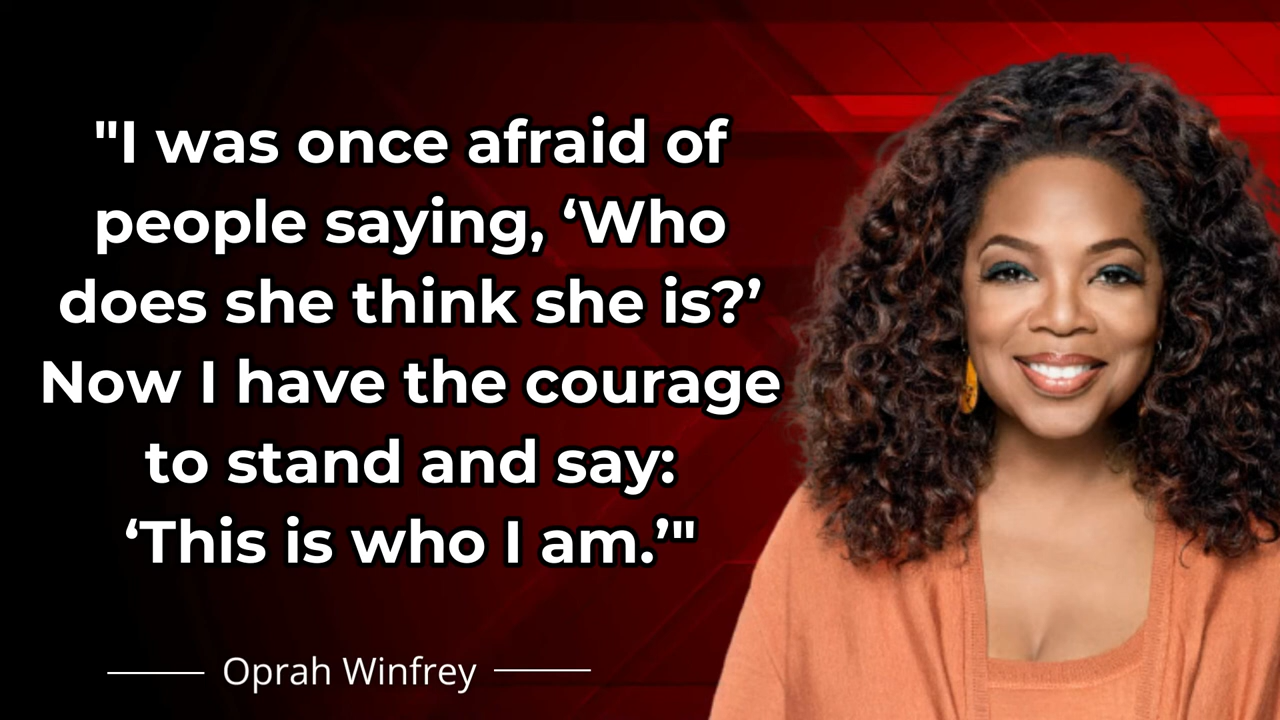 "I was once afraid of
people saying, ‘Who
does she think she is?’
Now I have the courage
to stand and say:
‘This is who I am.’"
Oprah Winfrey